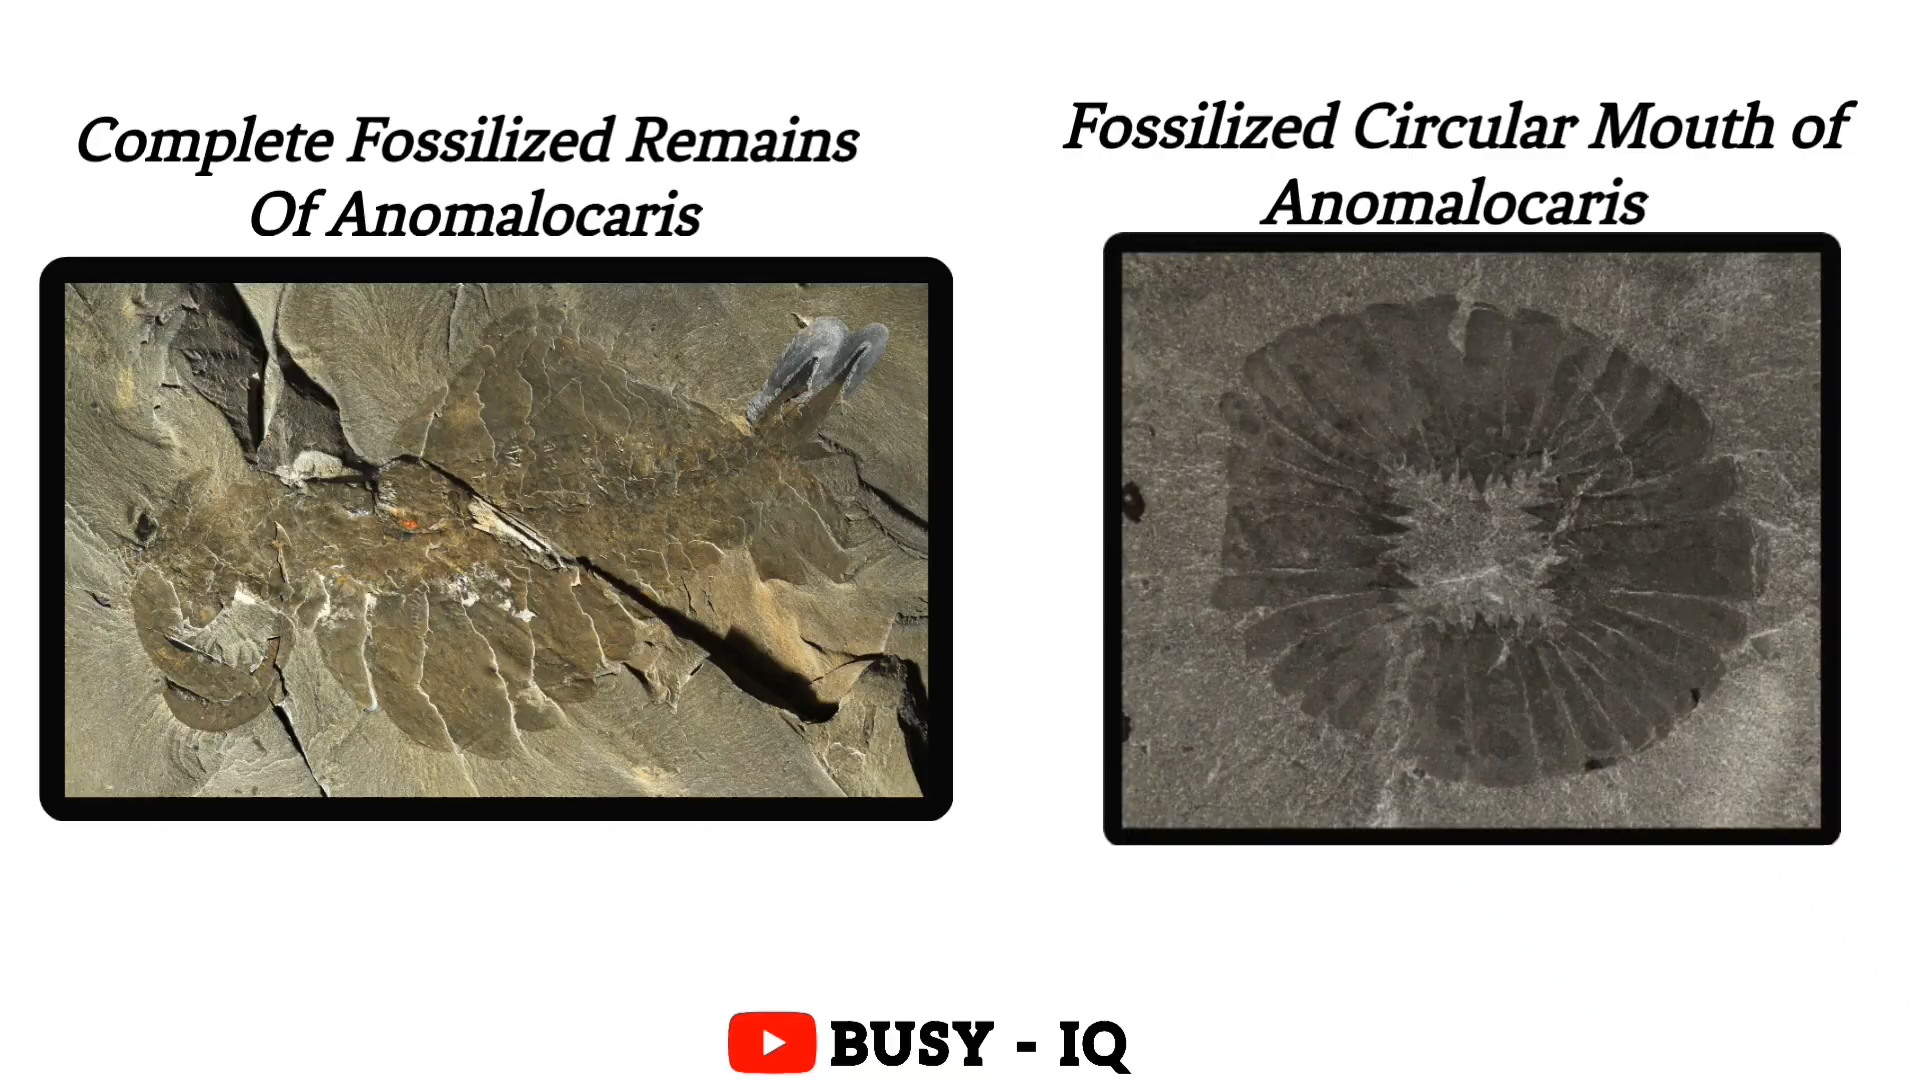 Complete Fossilized Remains
Of Anomalocaris
Fossilized Circular Mouth of
Anomalocaris
BUSY - IQ